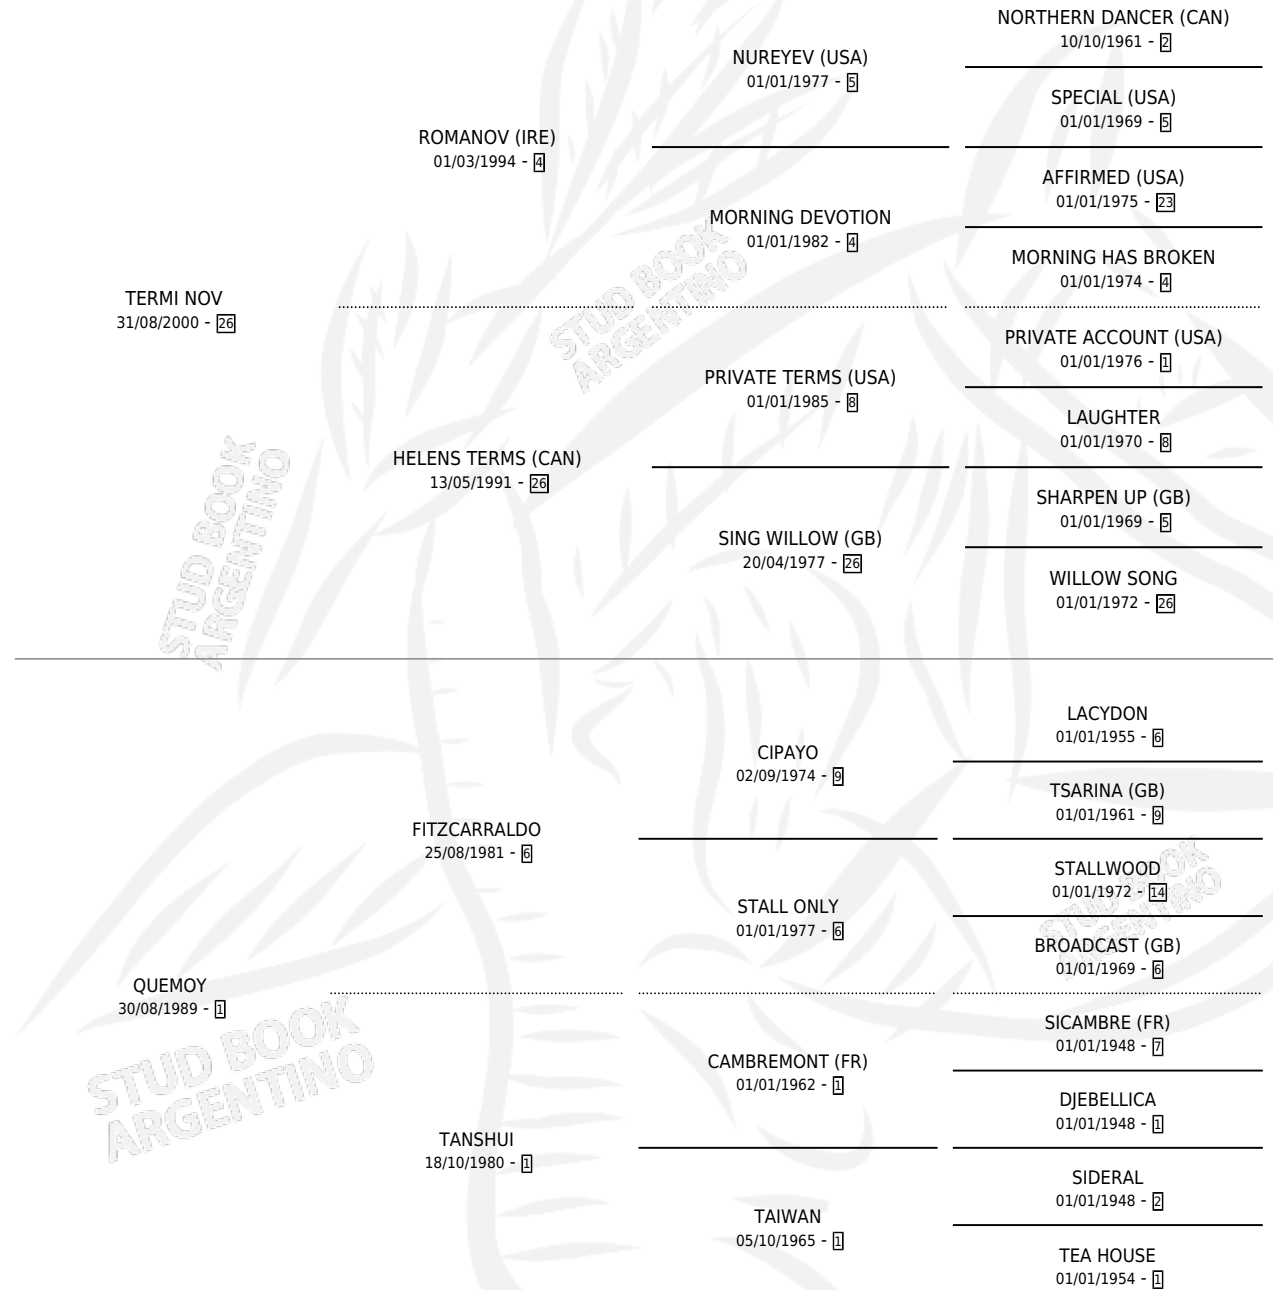 NORTHERN DANCER (CAN)
10/10/1961 - 2
NUREYEV (USA)
01/01/1977 - 5
SPECIAL (USA)
01/01/1969 - 5
ROMANOV (IRE)
01/03/1994 - 4
AFFIRMED (USA)
01/01/1975 - 23
MORNING DEVOTION
01/01/1982 - 4
MORNING HAS BROKEN
01/01/1974 - 4
TERMI NOV
31/08/2000 - 26
PRIVATE ACCOUNT (USA)
01/01/1976 - 1
PRIVATE TERMS (USA)
01/01/1985 - 8
LAUGHTER
01/01/1970 - 8
HELENS TERMS (CAN)
13/05/1991 - 26
SHARPEN UP (GB)
01/01/1969 - 5
SING WILLOW (GB)
20/04/1977 - 26
WILLOW SONG
01/01/1972 - 26
LACYDON
01/01/1955 - 6
CIPAYO
02/09/1974 - 9
TSARINA (GB)
01/01/1961 - 9
FITZCARRALDO
25/08/1981 - 6
STALLWOOD
01/01/1972 - 14
STALL ONLY
01/01/1977 - 6
BROADCAST (GB)
01/01/1969 - 6
QUEMOY
30/08/1989 - 1
SICAMBRE (FR)
01/01/1948 - 7
CAMBREMONT (FR)
01/01/1962 - 1
DJEBELLICA
01/01/1948 - 1
TANSHUI
18/10/1980 - 1
SIDERAL
01/01/1948 - 2
TAIWAN
05/10/1965 - 1
TEA HOUSE
01/01/1954 - 1
STUD BOOK
ARGENTINO
STUD BOOK
ARGENTINO
STUD BOOK
ARGENTINO
STUD BOOK
ARGENTINO